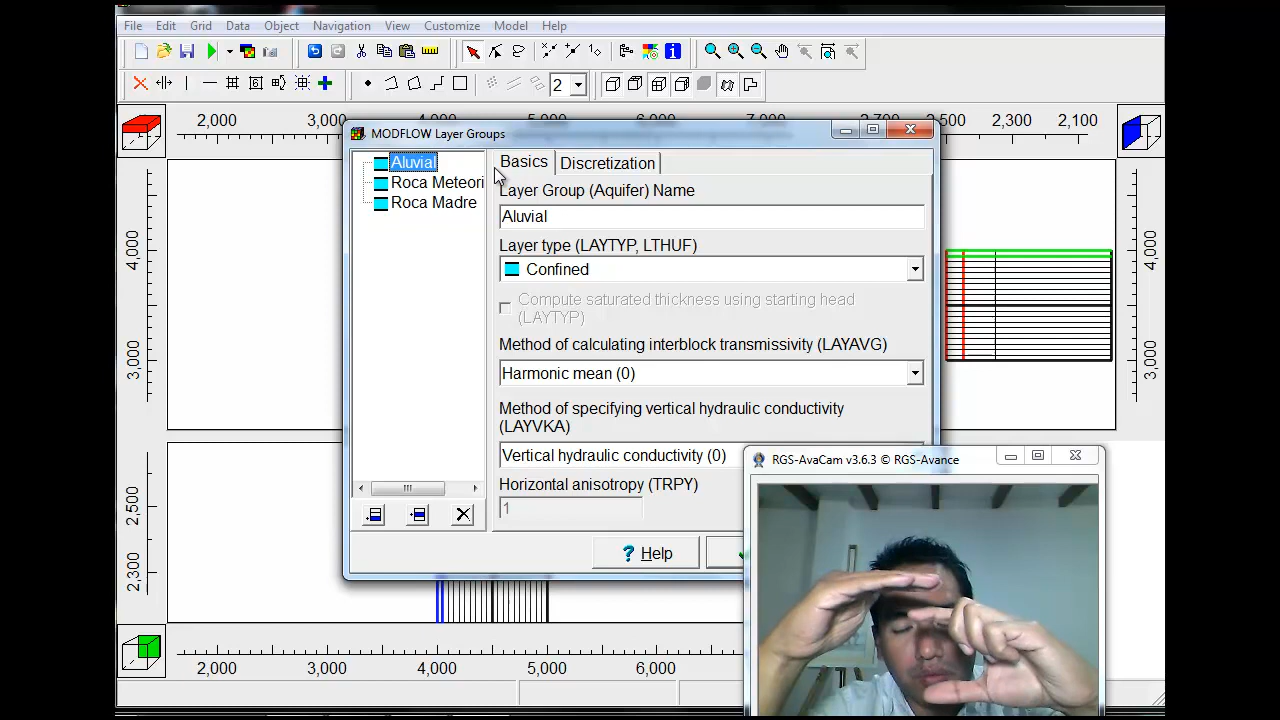 File Edit Grid Data Object Navigation View Customize Model Help
2
2,000 3,000 4,000 5,000 6,000 7,000
2,500 2,300 2,100
MODFLOW Layer Groups
Aluvial
Roca Meteori
Roca Madre
Basics Discretization
Layer Group (Aquifer) Name
Aluvial
Layer type (LAYTYP, LTHUF)
Confined
Compute saturated thickness using starting head
(LAYTYP)
Method of calculating interblock transmissivity (LAYAVG)
Harmonic mean (0)
Method of specifying vertical hydraulic conductivity
(LAYVKA)
Vertical hydraulic conductivity (0)
Horizontal anisotropy (TRPY)
1
? Help
4,000
3,000
4,000
3,000
2,500
2,300
RGS-AvaCam v3.6.3 © RGS-Avance
2,000 3,000 4,000 5,000 6,000